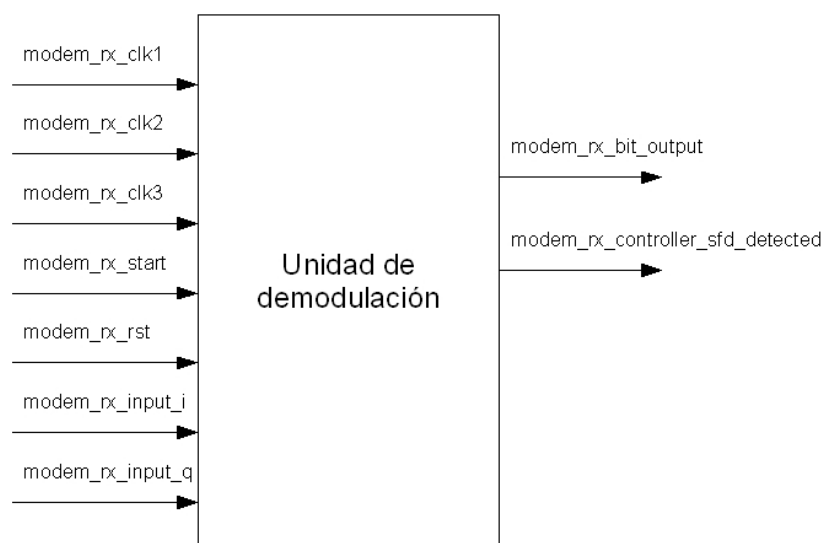 modem_rx_clk1
modem_rx_clk2
modem_rx_clk3
modem_rx_start
modem_rx_rst
modem_rx_input_i
modem_rx_input_q
Unidad de
demodulación
modem_rx_bit_output
modem_rx_controller_sfd_detected